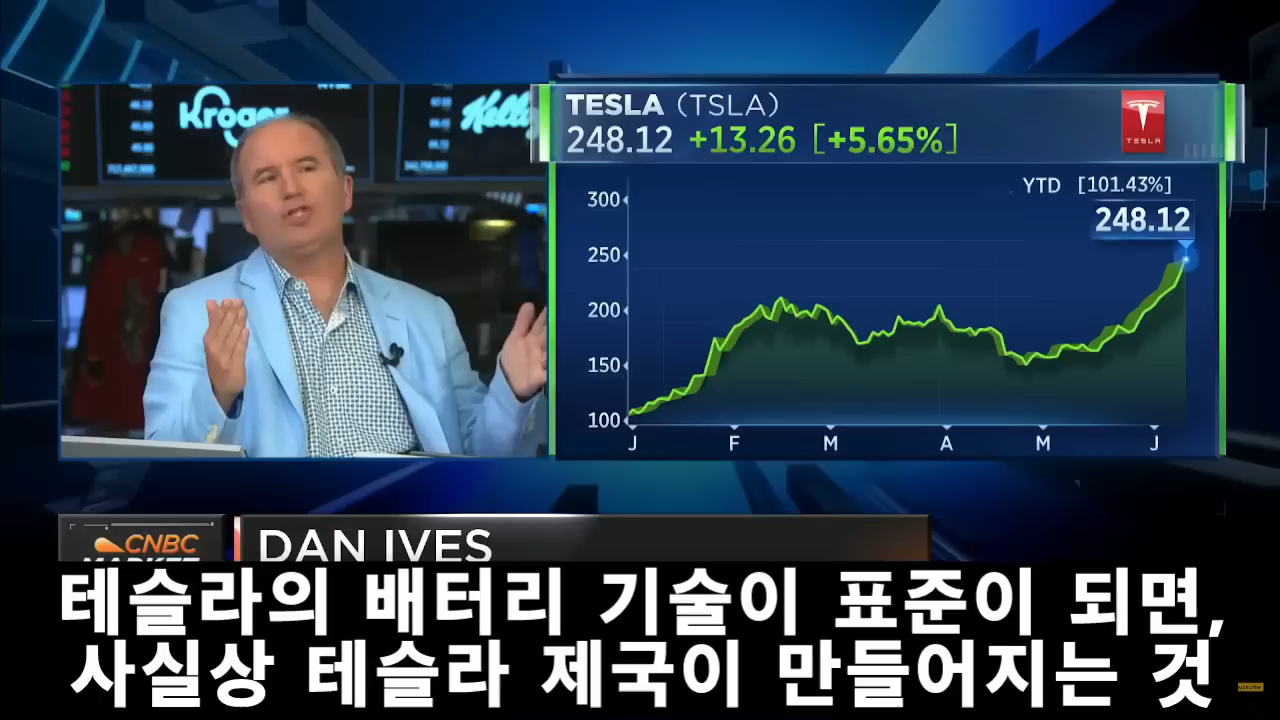 Kroger
Kelly
TESLA (TSLA)
248.12 +13.26 [+5.65%]
TESLA
YTD [101.43%]
248.12
300
250
200
150
100
J F M A M J
CNBC
DAN IVES
테슬라의 배터리 기술이 표준이 되면,
사실상 테슬라 제국이 만들어지는 것